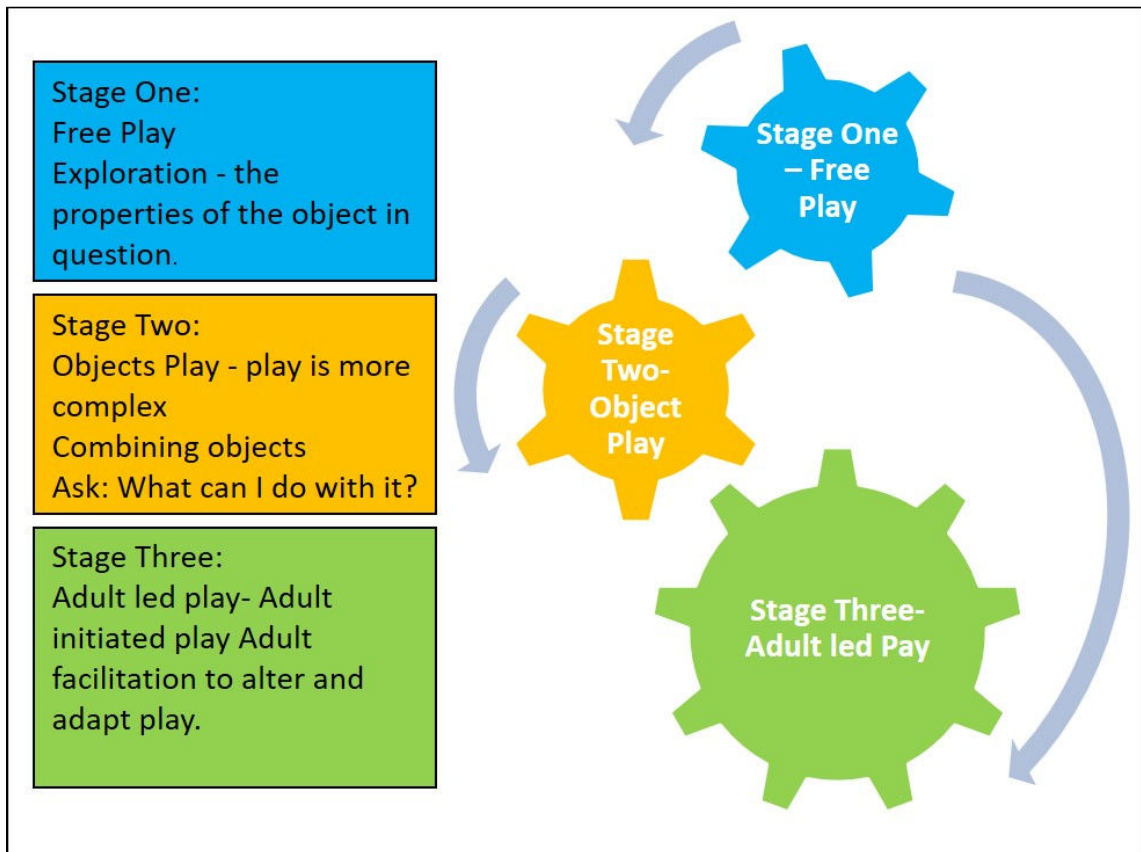 Stage One:
Free Play
Exploration - the
properties of the object in
question.
Stage Two:
Objects Play - play is more
complex
Combining objects
Ask: What can I do with it?
Stage Three:
Adult led play- Adult
initiated play Adult
facilitation to alter and
adapt play.
Stage One
– Free
Play
Stage
Two-
Object
Play
Stage Three-
Adult led Pay